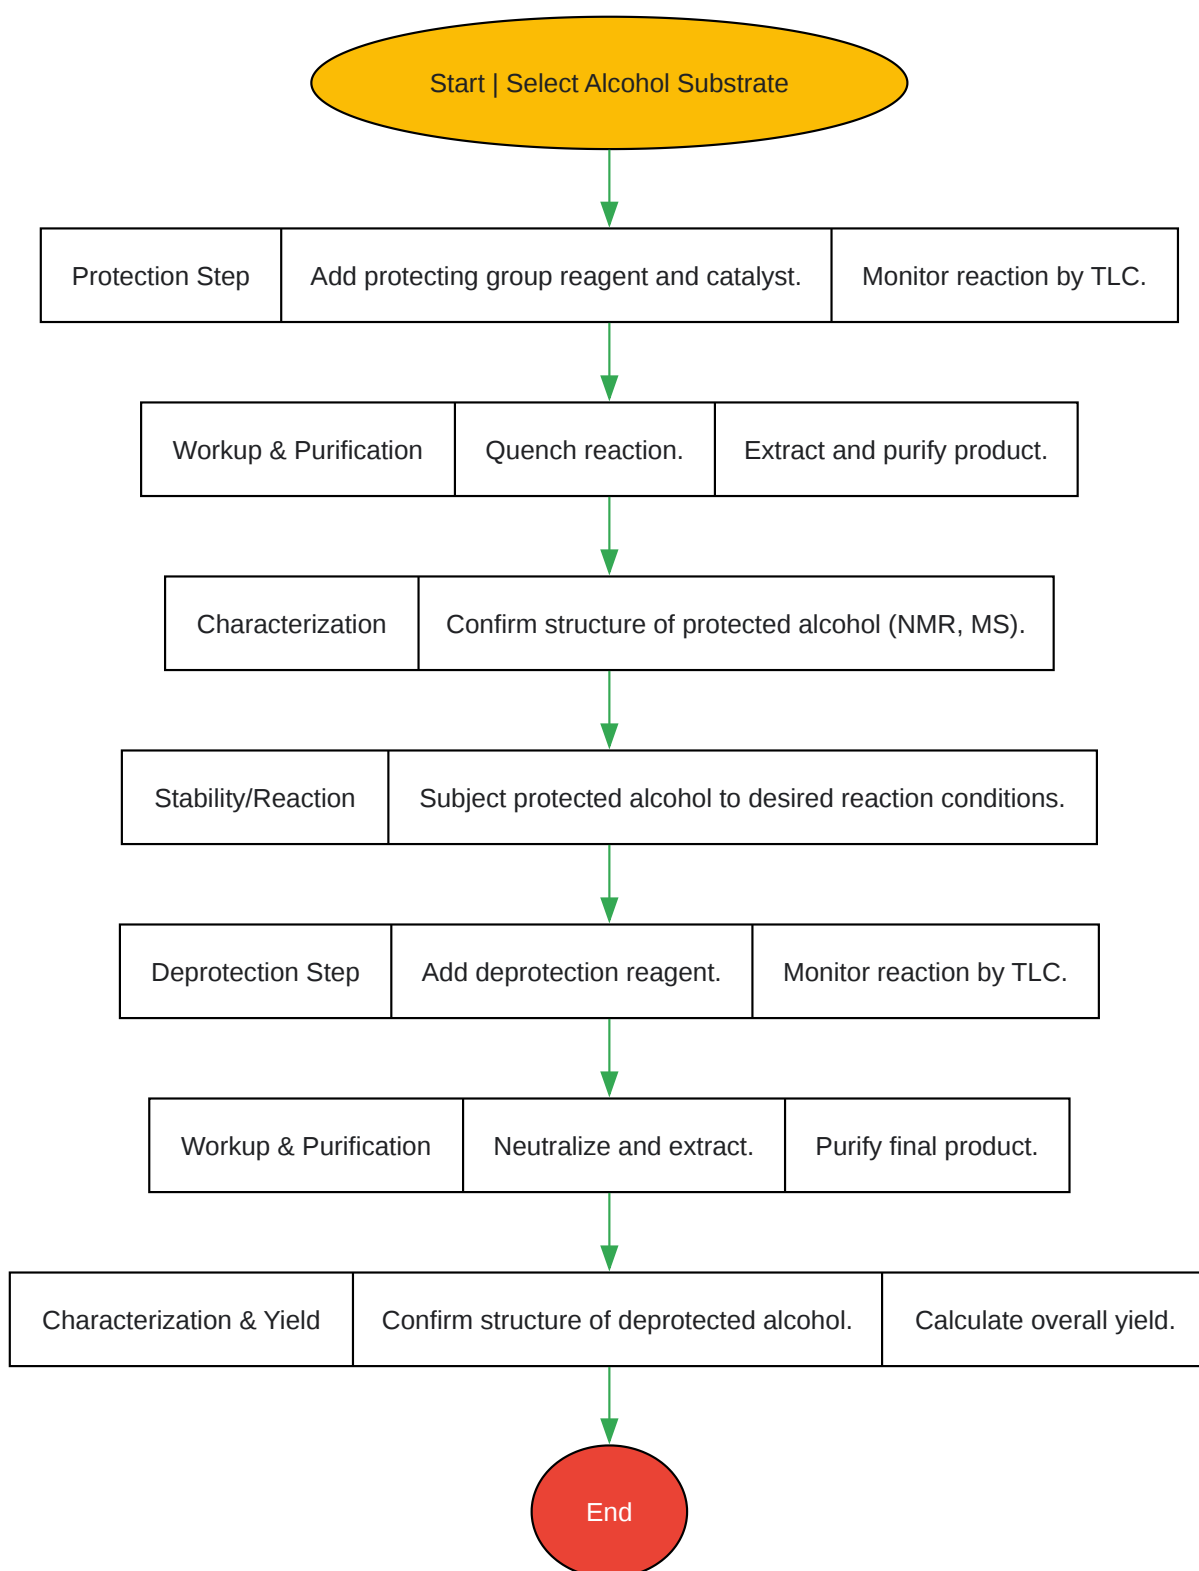 Start | Select Alcohol Substrate
Protection Step
Add protecting group reagent and catalyst.
Monitor reaction by TLC.
Workup & Purification
Quench reaction.
Extract and purify product.
Characterization
Confirm structure of protected alcohol (NMR, MS).
Stability/Reaction
Subject protected alcohol to desired reaction conditions.
Deprotection Step
Add deprotection reagent.
Monitor reaction by TLC.
Workup & Purification
Neutralize and extract.
Purify final product.
Characterization & Yield
Confirm structure of deprotected alcohol.
Calculate overall yield.
End